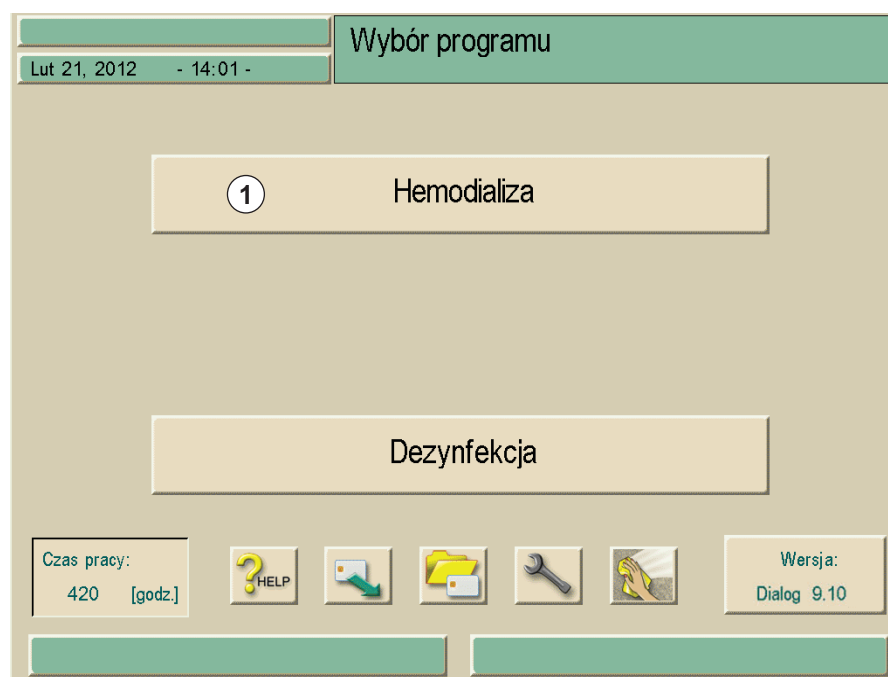 Wybór programu
Lut 21, 2012 - 14:01 -
1 Hemodializa
Dezynfekcja
Czas pracy:
420 [godz.]
HELP
Wersja:
Dialog 9.10